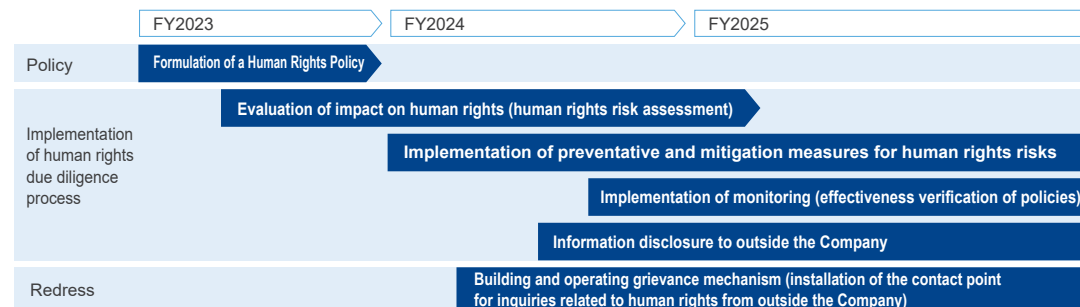 FY2023
FY2024
FY2025
Policy
Formulation of a Human Rights Policy
Implementation
of human rights
due diligence
process
Evaluation of impact on human rights (human rights risk assessment)
Implementation of preventative and mitigation measures for human rights risks
Implementation of monitoring (effectiveness verification of policies)
Information disclosure to outside the Company
Redress
Building and operating grievance mechanism (installation of the contact point
for inquiries related to human rights from outside the Company)